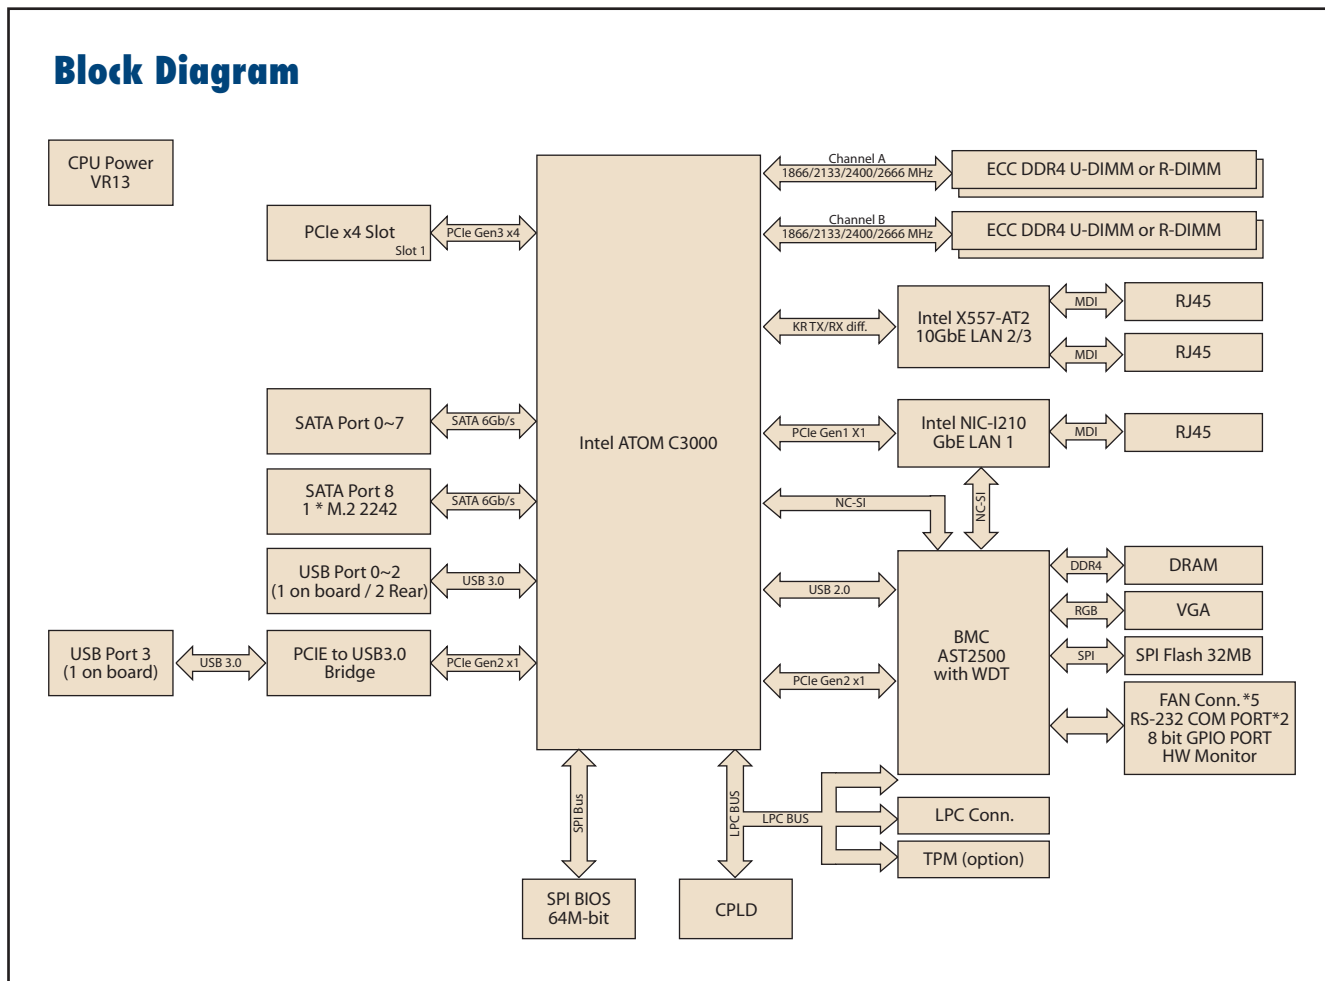 Block Diagram
CPU Power
VR13
PCIe x4 Slot
Slot 1
PCIe Gen3 x4
SATA Port 0~7
SATA 6Gb/s
SATA Port 8
1 * M.2 2242
SATA 6Gb/s
USB Port 0~2
(1 on board / 2 Rear)
USB 3.0
USB Port 3
(1 on board)
USB 3.0
PCIE to USB3.0
Bridge
PCIe Gen2 x1
Intel ATOM C3000
Channel A
1866/2133/2400/2666 MHz
ECC DDR4 U-DIMM or R-DIMM
Channel B
1866/2133/2400/2666 MHz
ECC DDR4 U-DIMM or R-DIMM
KR TX/RX diff.
Intel X557-AT2
10GbE LAN 2/3
MDI
RJ45
MDI
RJ45
PCIe Gen1 X1
Intel NIC-I210
GbE LAN 1
MDI
RJ45
NC-SI
NC-SI
USB 2.0
PCIe Gen2 x1
BMC
AST2500
with WDT
DDR4
DRAM
RGB
VGA
SPI
SPI Flash 32MB
FAN Conn. *5
RS-232 COM PORT*2
8 bit GPIO PORT
HW Monitor
SPI Bus
LPC BUS
LPC BUS
LPC Conn.
TPM (option)
SPI BIOS
64M-bit
CPLD